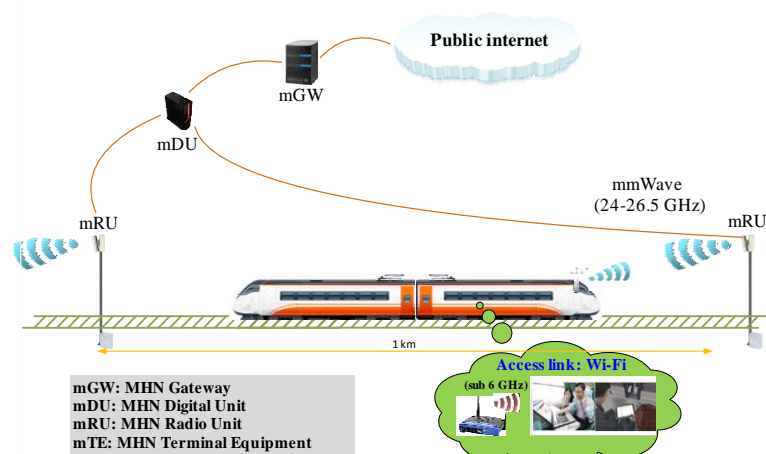 Public internet
mGW
mDU
mmWave
(24-26.5 GHz)
mRU
mRU
1 km
Access link: Wi-Fi
(sub 6 GHz)
mGW: MHN Gateway
mDU: MHN Digital Unit
mRU: MHN Radio Unit
mTE: MHN Terminal Equipment